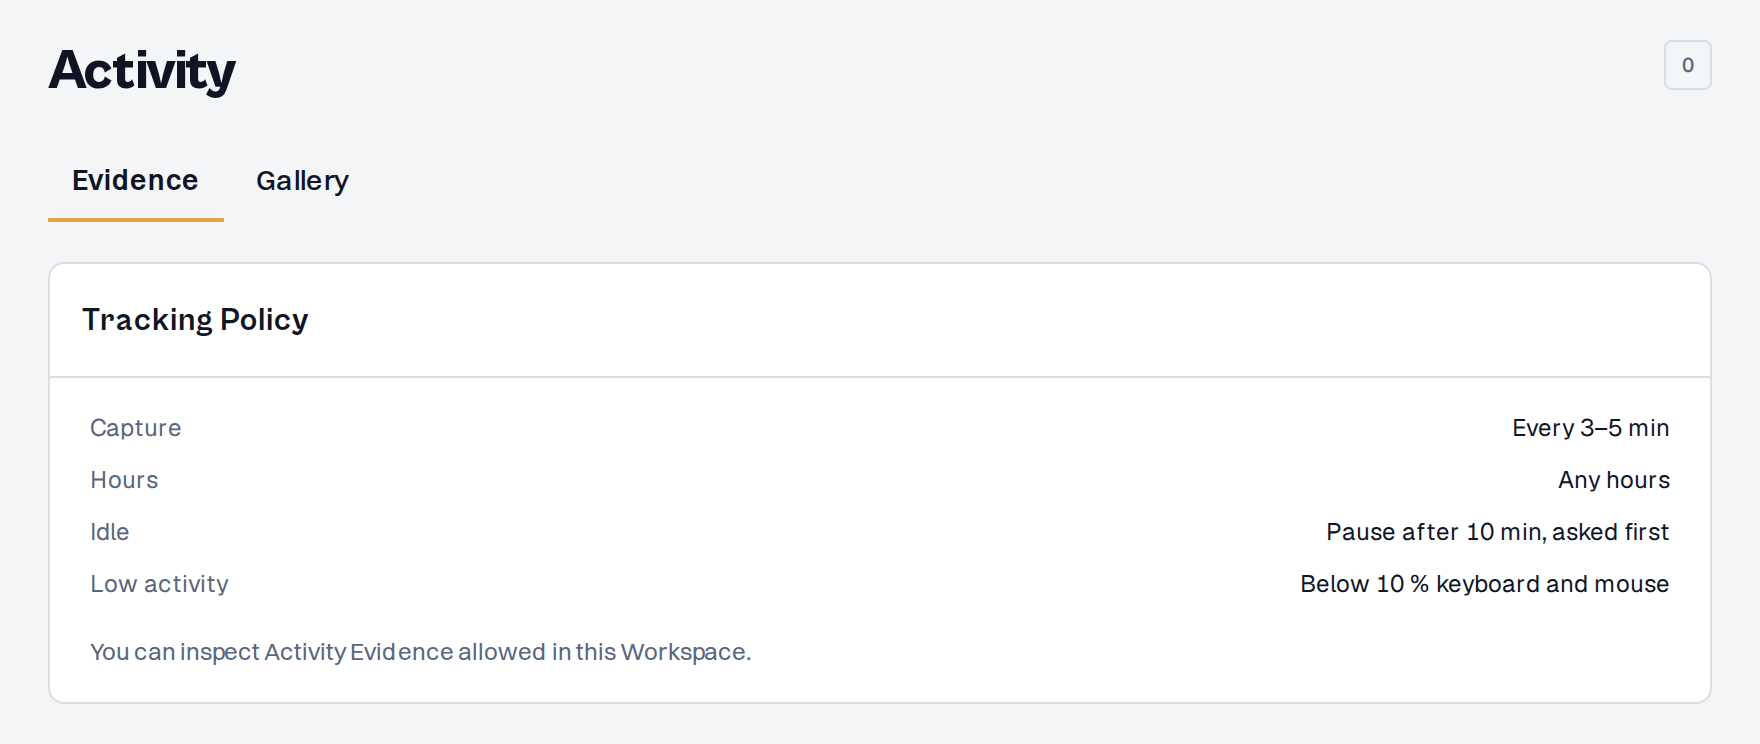 Activity
0
Evidence
Gallery
Tracking Policy
Capture
Every 3–5 min
Hours
Any hours
Idle
Pause after 10 min, asked first
Low activity
Below 10 % keyboard and mouse
You can inspect Activity Evidence allowed in this Workspace.